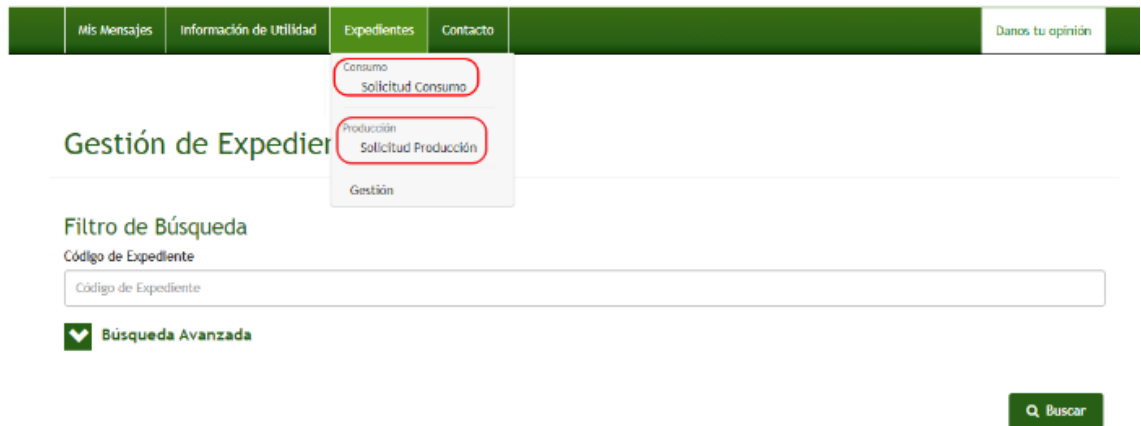 Mis Mensajes Información de Utilidad Expedientes Contacto Danos tu opinión
Consumo
Solicitud Consumo
Producción
Solicitud Producción
Gestión
Gestión de Expedien
Filtro de Búsqueda
Código de Expediente
Código de Expediente
Búsqueda Avanzada
Buscar